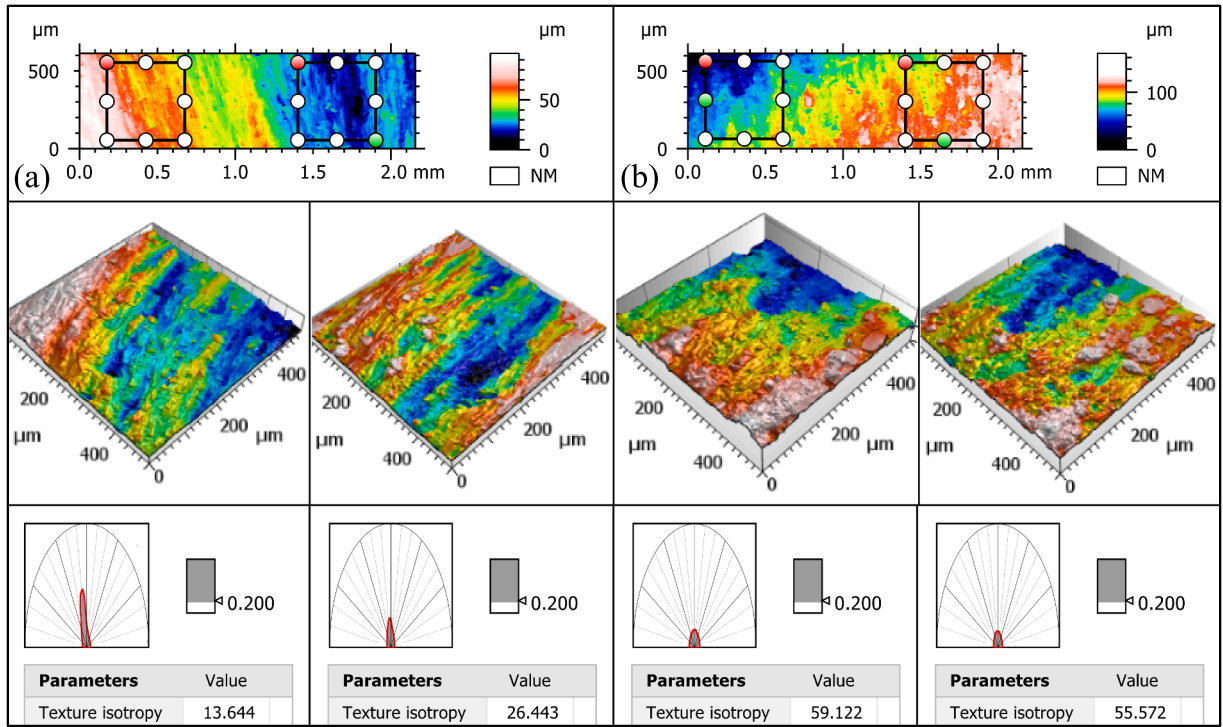 µm
µm
500
50
0
0
0.0 0.5 1.0 1.5 2.0 mm
NM
(a)
µm
µm
500
100
0
0
0.0 0.5 1.0 1.5 2.0 mm
NM
(b)
200
400
µm
0
200
400
µm
200
400
µm
0
200
400
µm
200
400
µm
0
200
400
µm
200
400
µm
0
200
400
µm
0.200
Parameters Value
Texture isotropy 13.644
0.200
Parameters Value
Texture isotropy 26.443
0.200
Parameters Value
Texture isotropy 59.122
0.200
Parameters Value
Texture isotropy 55.572